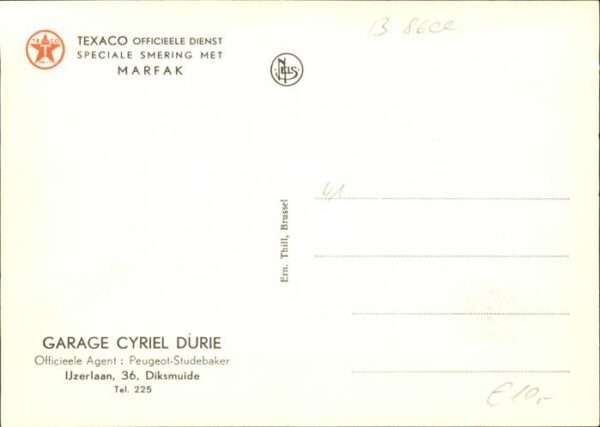 TEXACO OFFICIEELE DIENST
SPECIALE SMERING MET
MARFAK
NELS
Ern. Thill, Brussel
GARAGE CYRIEL DURIE
Officieele Agent : Peugeot-Studebaker
IJzerlaan, 36, Diksmuide
Tel. 225
€10,-